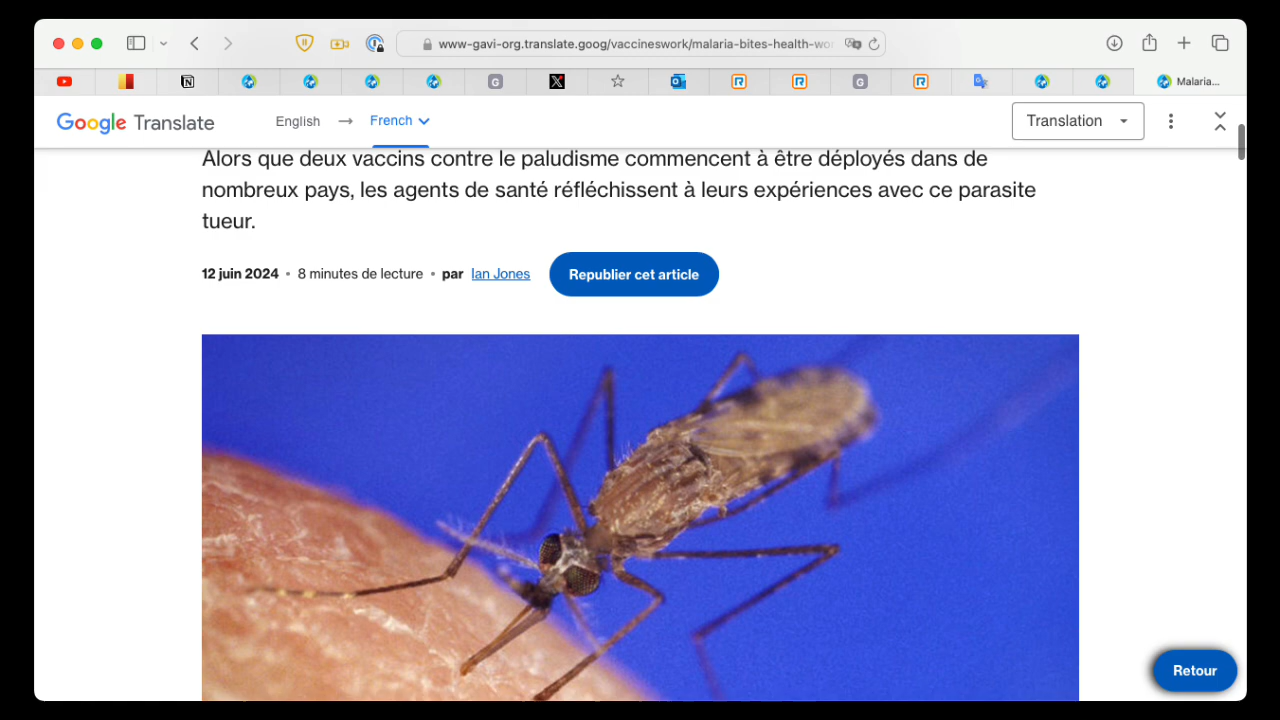 www-gavi-org.translate.goog/vaccineswork/malaria-bites-health-wo
Malaria...
Google Translate
English → French
Translation
Alors que deux vaccins contre le paludisme commencent à être déployés dans de
nombreux pays, les agents de santé réfléchissent à leurs expériences avec ce parasite
tueur.
12 juin 2024 • 8 minutes de lecture • par Ian Jones
Republier cet article
Retour